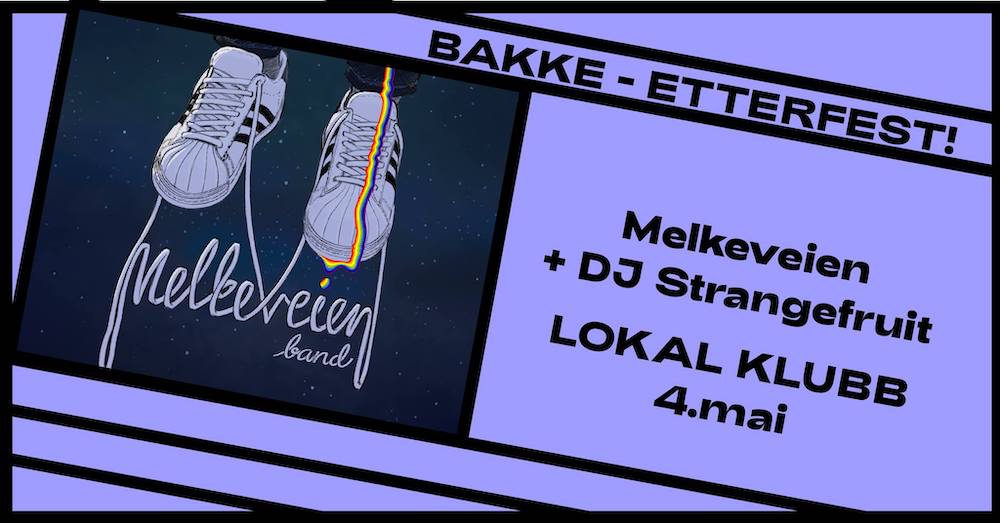 BAKKE - ETTERFEST!
Melkeveien
band
Melkeveien
+ DJ Strangefruit
LOKAL KLUBB
4.mai